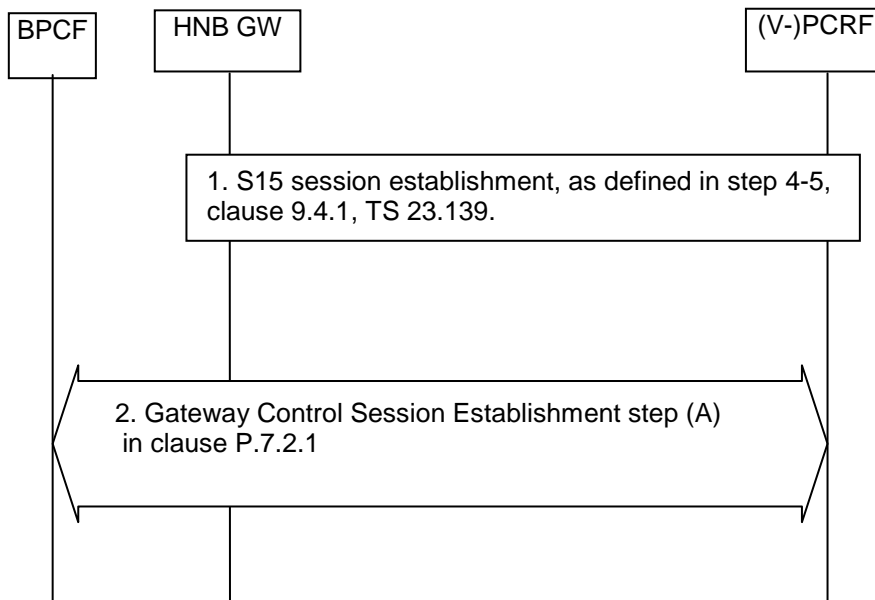 BPCF
HNB GW
(V-)PCRF
1. S15 session establishment, as defined in step 4-5,
clause 9.4.1, TS 23.139.
2. Gateway Control Session Establishment step (A)
in clause P.7.2.1